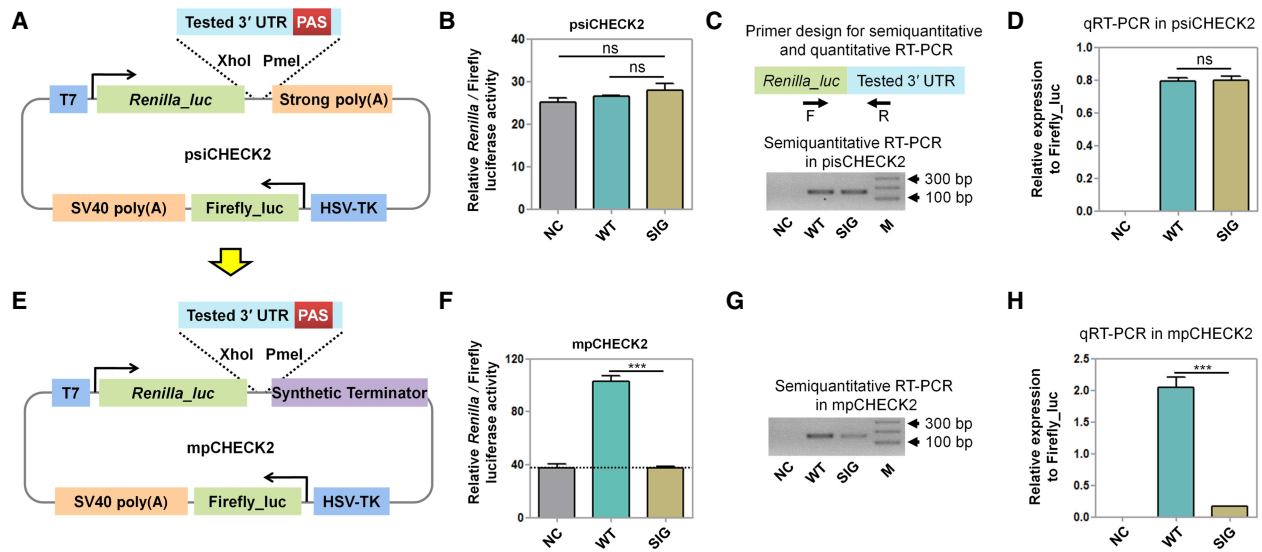 A
Tested 3′ UTR PAS
XhoI PmeI
T7 Renilla_luc Strong poly(A)
psiCHECK2
SV40 poly(A) Firefly_luc HSV-TK
B
psiCHECK2
Relative Renilla / Firefly
luciferase activity
40
30
20
10
0
ns
ns
NC WT SIG
C
Primer design for semiquantitative
and quantitative RT-PCR
Renilla_luc Tested 3′ UTR
F R
Semiquantitative RT-PCR
in pisCHECK2
300 bp
100 bp
NC WT SIG M
D
qRT-PCR in psiCHECK2
Relative expression
to Firefly_luc
1.0
0.8
0.6
0.4
0.2
0.0
ns
NC WT SIG
E
Tested 3′ UTR PAS
XhoI PmeI
T7 Renilla_luc Synthetic Terminator
mpCHECK2
SV40 poly(A) Firefly_luc HSV-TK
F
mpCHECK2
Relative Renilla / Firefly
luciferase activity
120
80
40
0
***
NC WT SIG
G
Semiquantitative RT-PCR
in mpCHECK2
300 bp
100 bp
NC WT SIG M
H
qRT-PCR in mpCHECK2
Relative expression
to Firefly_luc
2.5
2.0
1.5
1.0
0.5
0.0
***
NC WT SIG